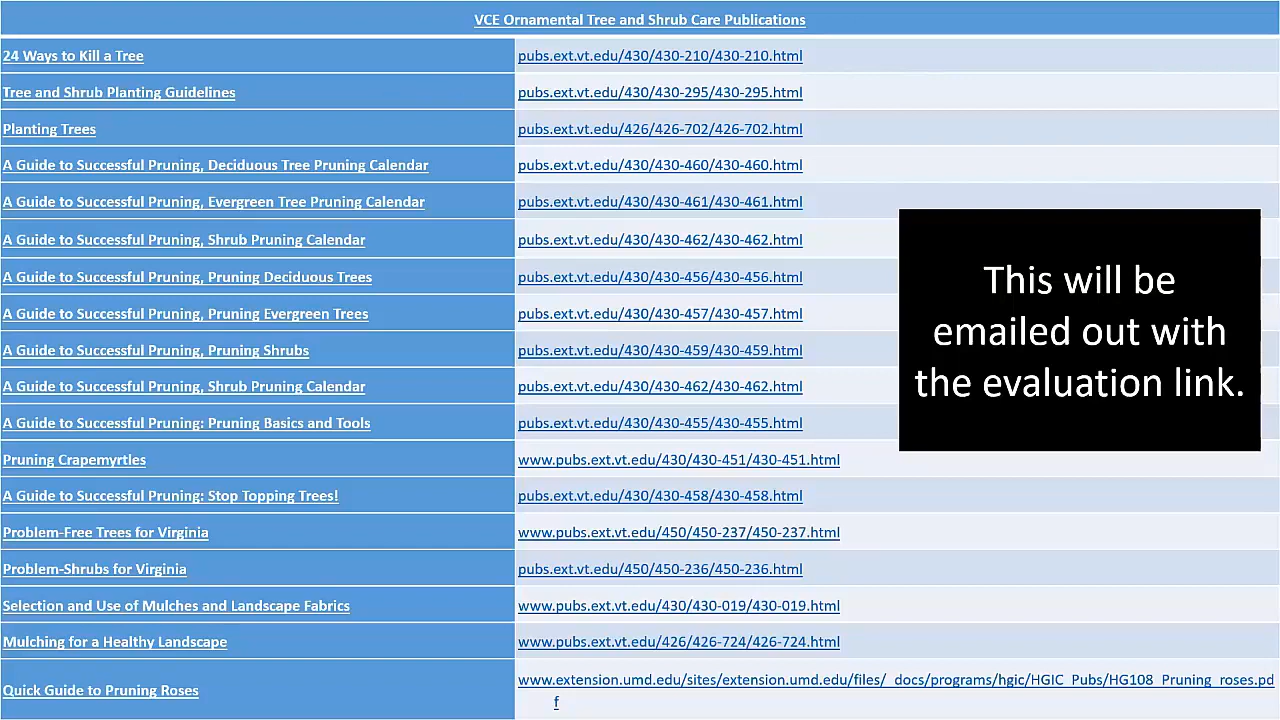 VCE Ornamental Tree and Shrub Care Publications
24 Ways to Kill a Tree pubs.ext.vt.edu/430/430-210/430-210.html
Tree and Shrub Planting Guidelines pubs.ext.vt.edu/430/430-295/430-295.html
Planting Trees pubs.ext.vt.edu/426/426-702/426-702.html
A Guide to Successful Pruning, Deciduous Tree Pruning Calendar pubs.ext.vt.edu/430/430-460/430-460.html
A Guide to Successful Pruning, Evergreen Tree Pruning Calendar pubs.ext.vt.edu/430/430-461/430-461.html
A Guide to Successful Pruning, Shrub Pruning Calendar pubs.ext.vt.edu/430/430-462/430-462.html
A Guide to Successful Pruning, Pruning Deciduous Trees pubs.ext.vt.edu/430/430-456/430-456.html
A Guide to Successful Pruning, Pruning Evergreen Trees pubs.ext.vt.edu/430/430-457/430-457.html
A Guide to Successful Pruning, Pruning Shrubs pubs.ext.vt.edu/430/430-459/430-459.html
A Guide to Successful Pruning, Shrub Pruning Calendar pubs.ext.vt.edu/430/430-462/430-462.html
A Guide to Successful Pruning: Pruning Basics and Tools pubs.ext.vt.edu/430/430-455/430-455.html
Pruning Crapemyrtles www.pubs.ext.vt.edu/430/430-451/430-451.html
A Guide to Successful Pruning: Stop Topping Trees! pubs.ext.vt.edu/430/430-458/430-458.html
Problem-Free Trees for Virginia www.pubs.ext.vt.edu/450/450-237/450-237.html
Problem-Shrubs for Virginia pubs.ext.vt.edu/450/450-236/450-236.html
Selection and Use of Mulches and Landscape Fabrics www.pubs.ext.vt.edu/430/430-019/430-019.html
Mulching for a Healthy Landscape www.pubs.ext.vt.edu/426/426-724/426-724.html
Quick Guide to Pruning Roses www.extension.umd.edu/sites/extension.umd.edu/files/_docs/programs/hgic/HGIC_Pubs/HG108_Pruning_roses.pd
f
This will be
emailed out with
the evaluation link.